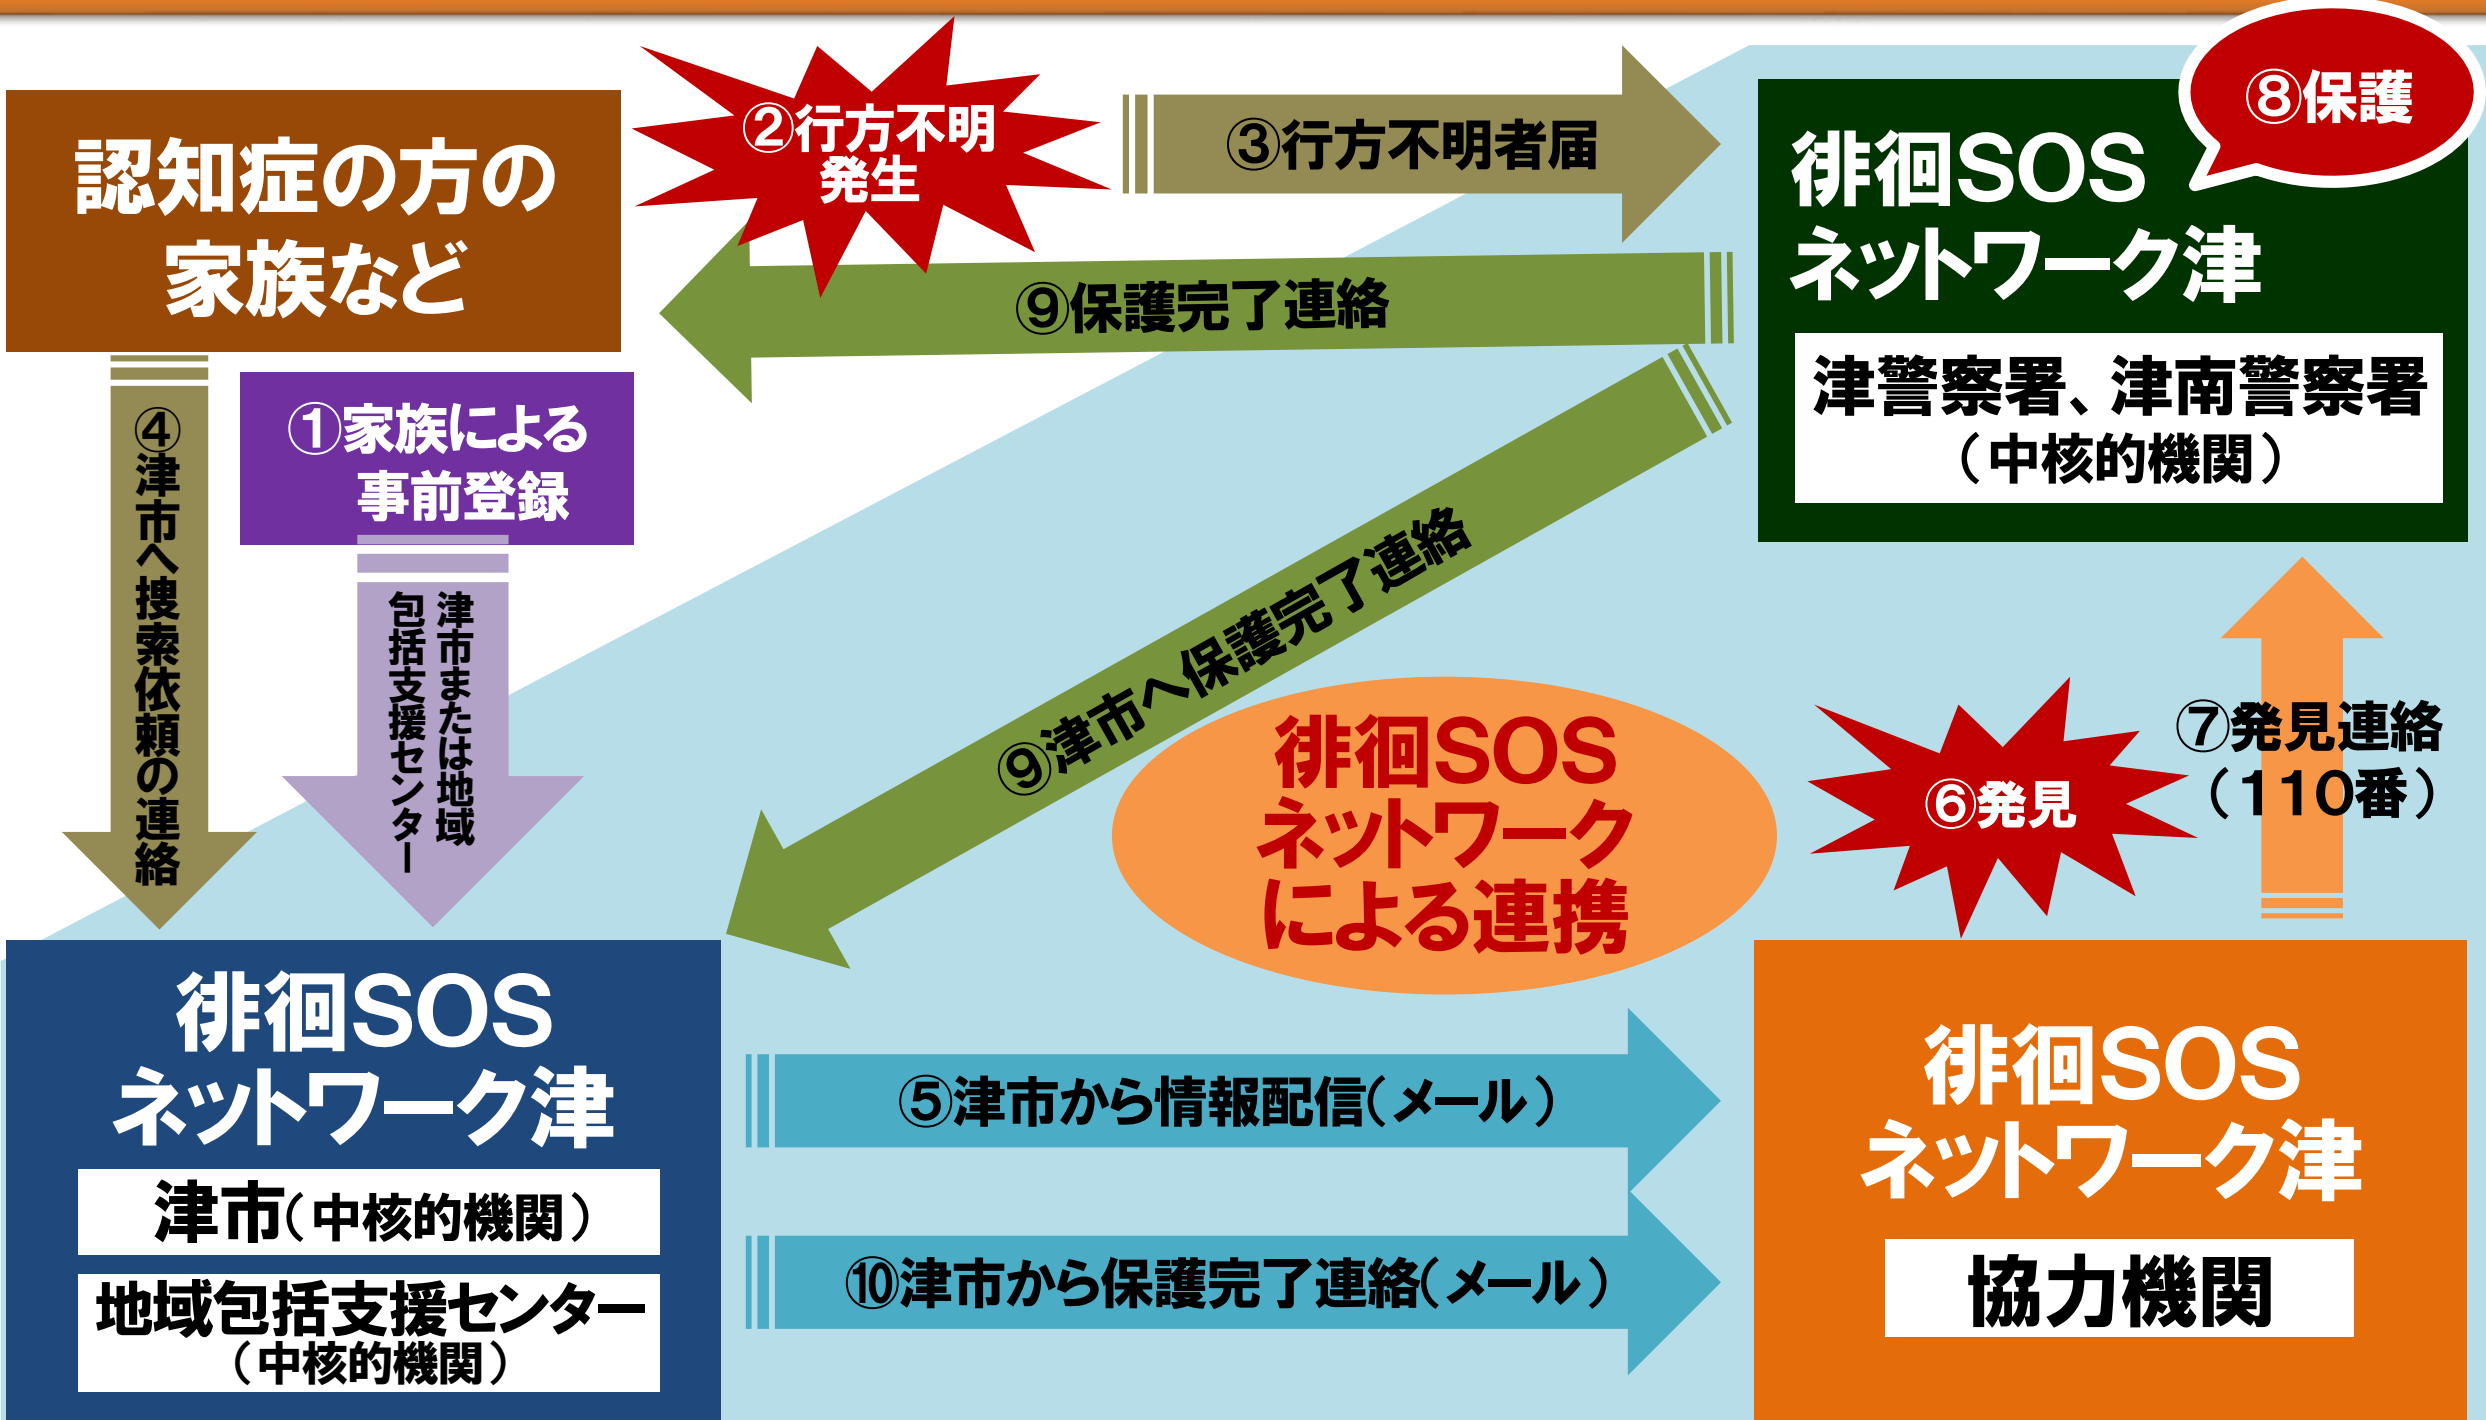 認知症の方の
家族など
②行方不明
発生
③行方不明者届
⑧保護
徘徊SOS
ネットワーク津
津警察署、津南警察署
（中核的機関）
⑨保護完了連絡
①家族による
事前登録
④津市へ捜索依頼の連絡
津市または地域
包括支援センター
⑨津市へ保護完了連絡
徘徊SOS
ネットワーク
による連携
⑥発見
⑦発見連絡
（110番）
徘徊SOS
ネットワーク津
津市（中核的機関）
地域包括支援センター
（中核的機関）
⑤津市から情報配信（メール）
⑩津市から保護完了連絡（メール）
徘徊SOS
ネットワーク津
協力機関